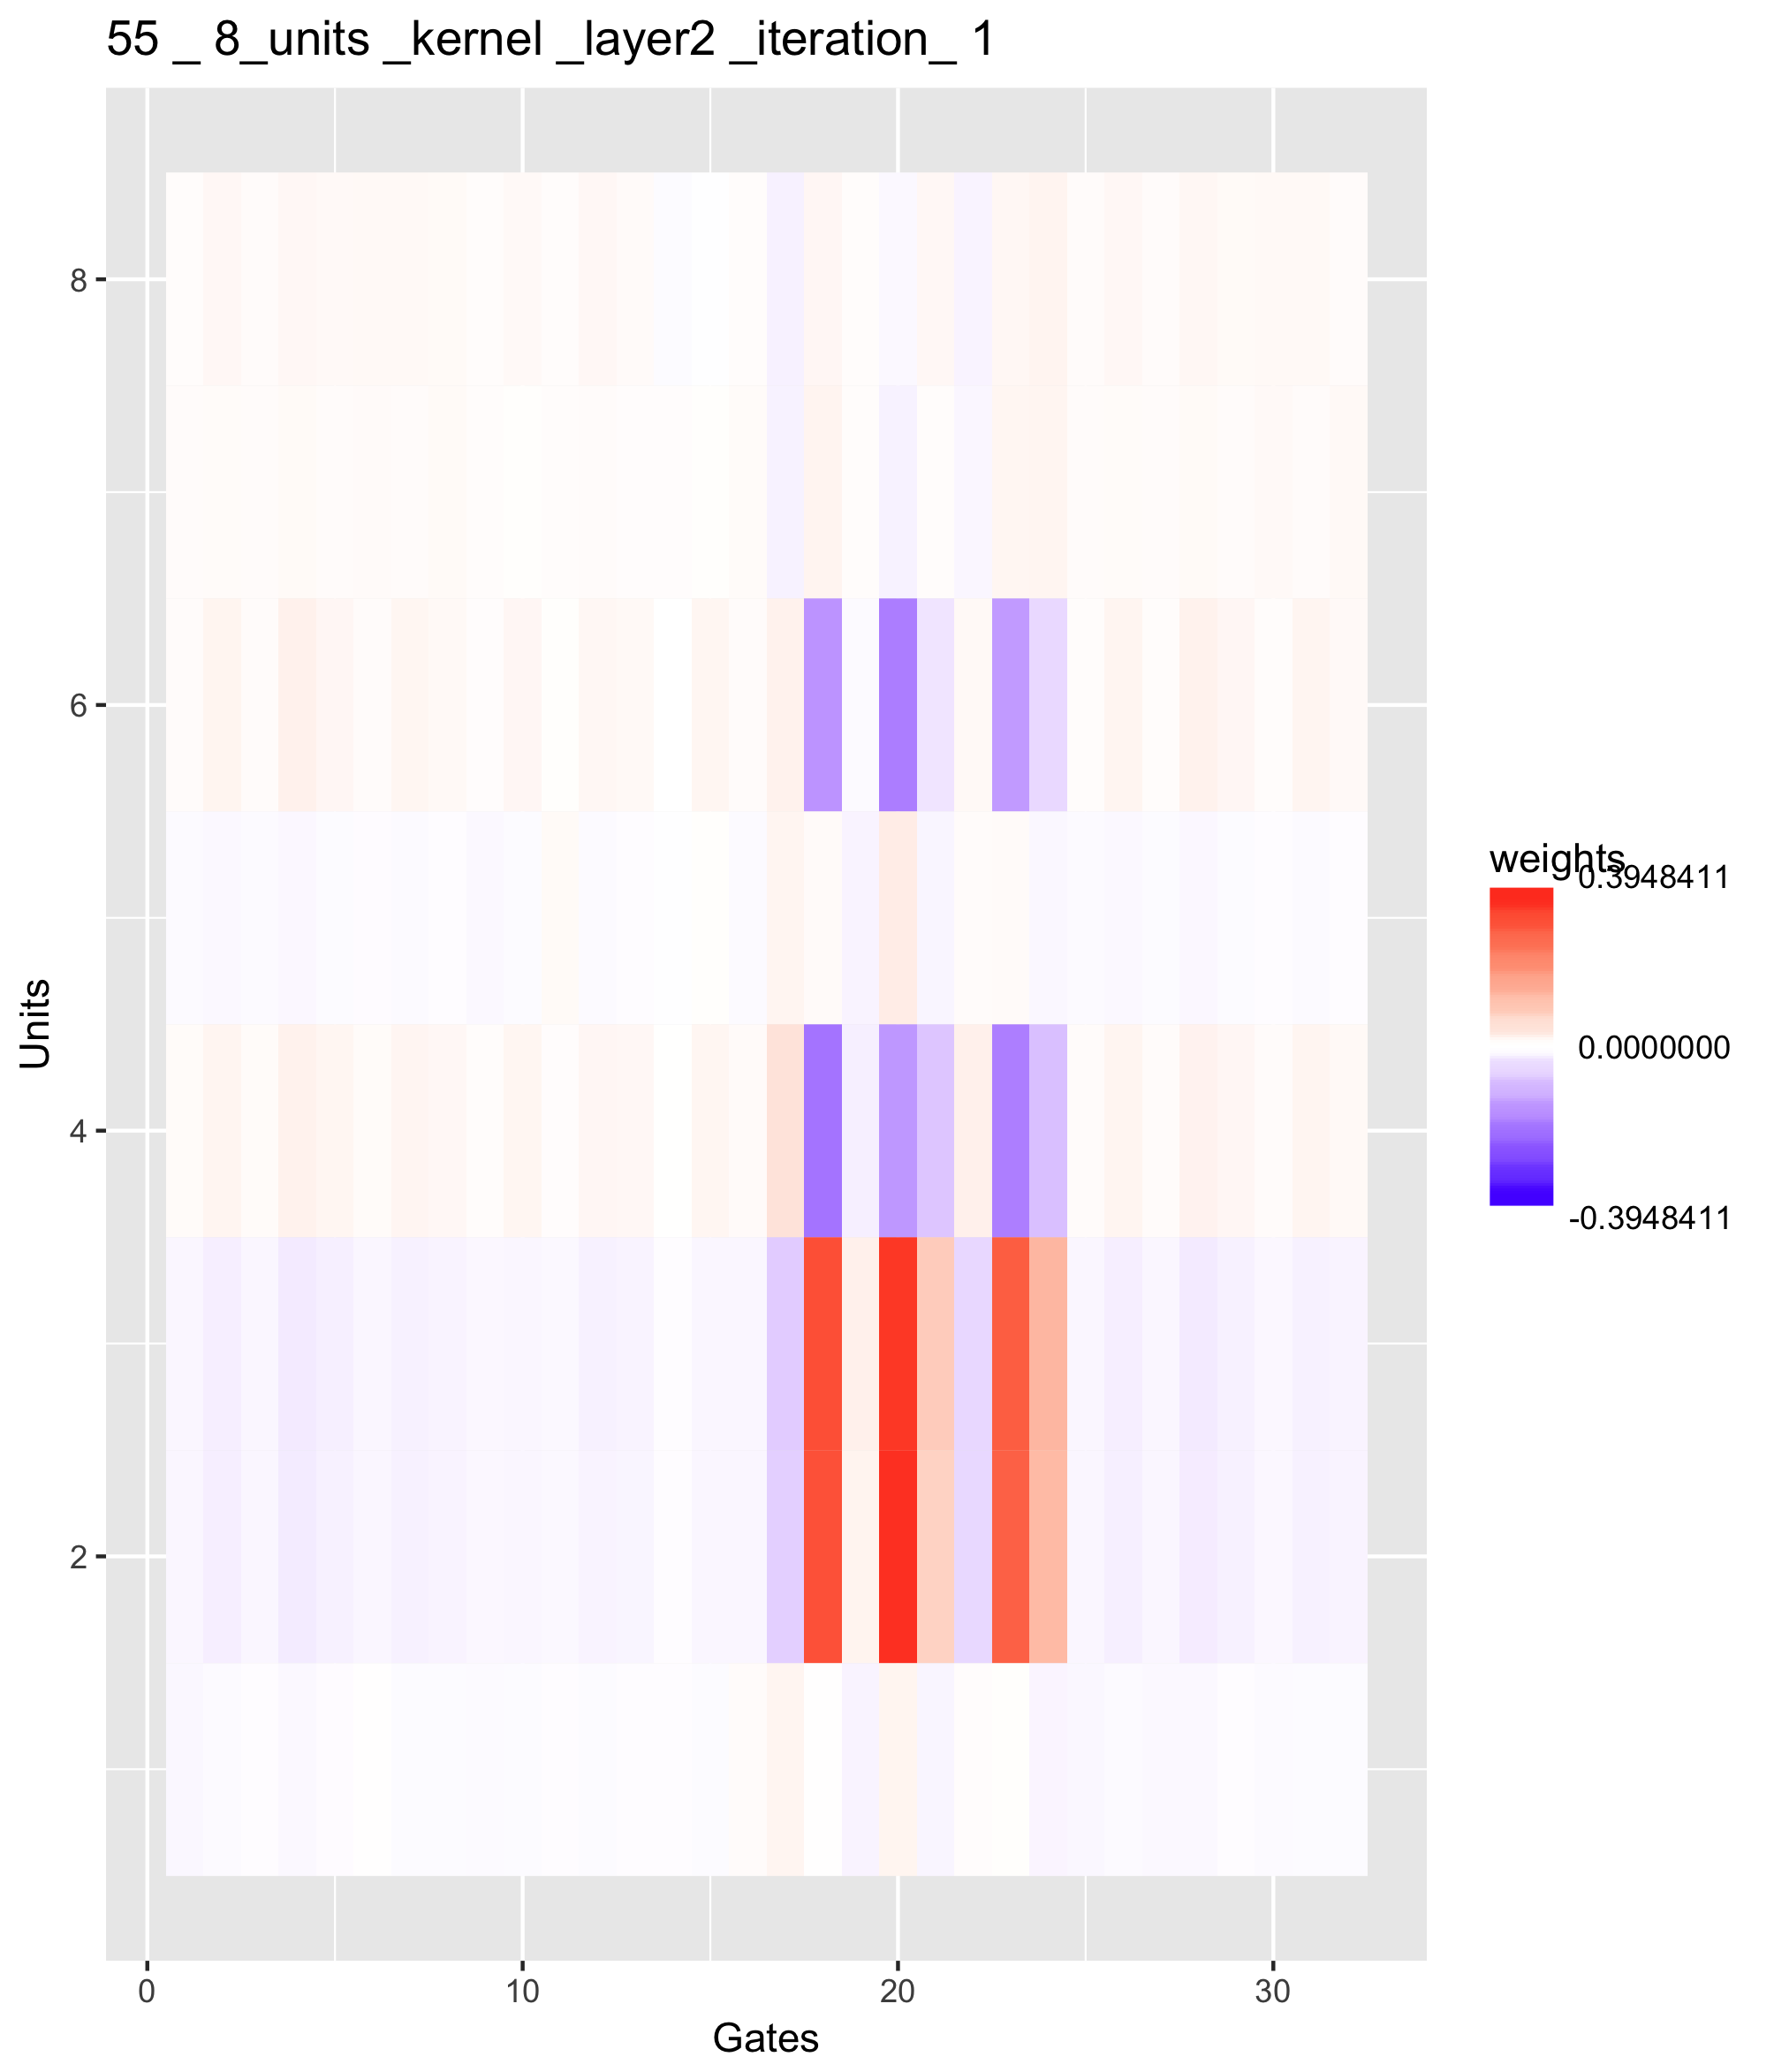 55 _ 8_units _kernel _layer2 _iteration_ 1
8
6
4
2
Units
0 10 20 30
Gates
weights
0.3948411
0.0000000
-0.3948411